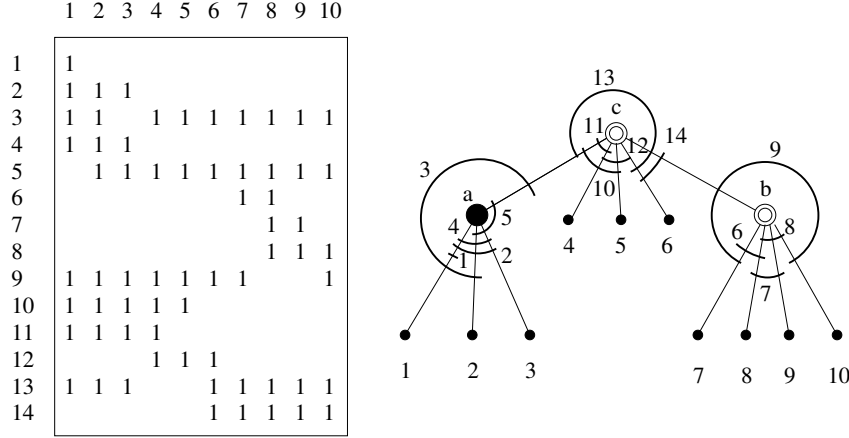 1 2 3 4 5 6 7 8 9 10
1 1
2 1 1 1
3 1 1 1 1 1 1 1 1 1
4 1 1 1
5 1 1 1 1 1 1 1 1 1
6 1 1
7 1 1
8 1 1 1
9 1 1 1 1 1 1 1 1
10 1 1 1 1 1
11 1 1 1 1
12 1 1 1
13 1 1 1 1 1 1 1 1
14 1 1 1 1 1
13
c
11 12 14
10
9
3
a
b
4 5
1 2
6 8
7
4 5 6
1 2 3
7 8 9 10